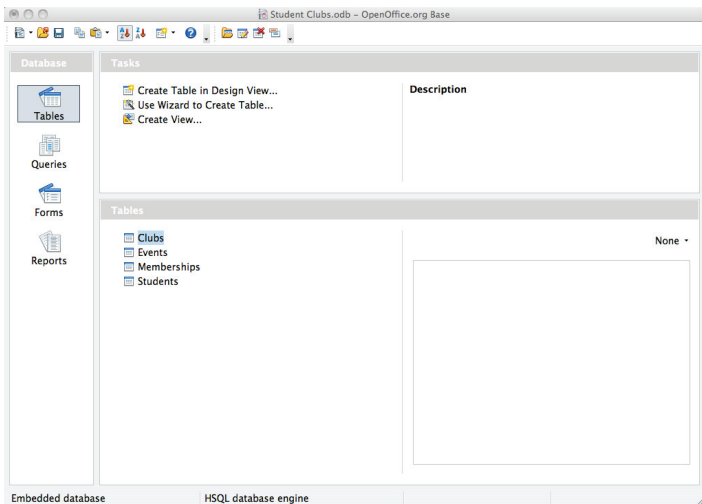 Student Clubs.odb – OpenOffice.org Base
Database
Tables
Queries
Forms
Reports
Tasks
Create Table in Design View...
Use Wizard to Create Table...
Create View...
Description
Tables
Clubs
Events
Memberships
Students
None
Embedded database
HSQL database engine